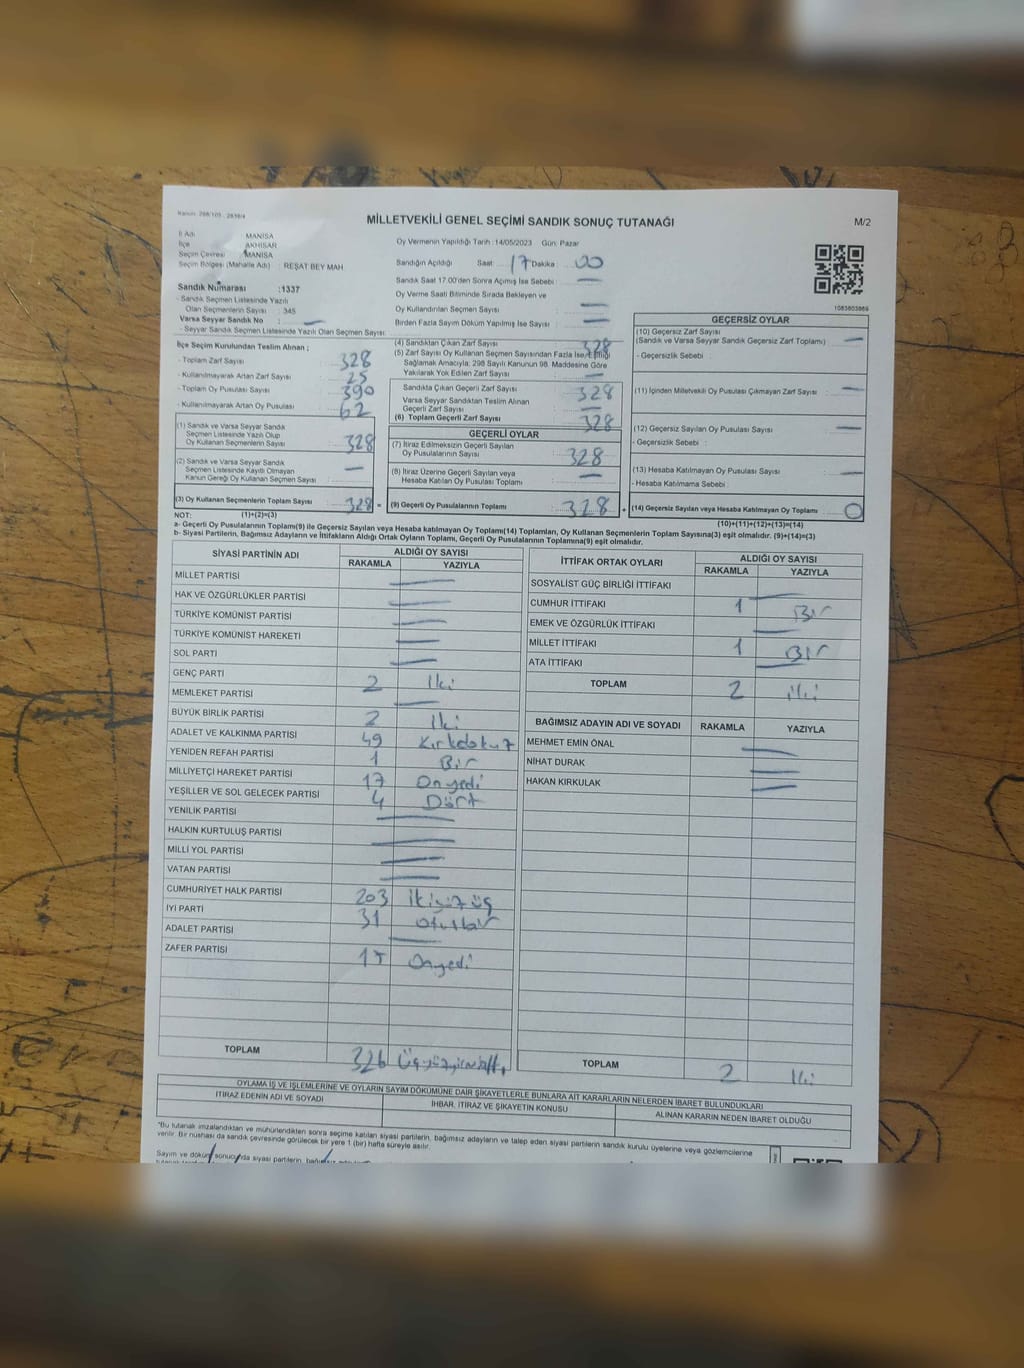 Kanun: 298/105 , 2839/4
MİLLETVEKİLİ GENEL SEÇİMİ SANDIK SONUÇ TUTANAĞI
M/2
İl Adı MANİSA
İlçe AKHİSAR
Seçim Çevresi MANİSA
Seçim Bölgesi (Mahalle Adı) : REŞAT BEY MAH
Sandık Numarası :1337
- Sandık Seçmen Listesinde Yazılı
Olan Seçmenlerin Sayısı : 345
Varsa Seyyar Sandık No
- Seyyar Sandık Seçmen Listesinde Yazılı Olan Seçmen Sayısı:
Oy Vermenin Yapıldığı Tarih :14/05/2023 Gün: Pazar
Sandığın Açıldığı Saat: 17 Dakika: 00
Sandık Saat 17.00'den Sonra Açımış İse Sebebi :
Oy Verme Saati Bitiminde Sırada Bekleyen ve
Oy Kullandırılan Seçmen Sayısı :
Birden Fazla Sayım Döküm Yapılmış İse Sayısı :
1083803869
İlçe Seçim Kurulundan Teslim Alınan ;
- Toplam Zarf Sayısı 328
- Kullanılmayarak Artan Zarf Sayısı 25
- Toplam Oy Pusulası Sayısı 390
- Kullanılmayarak Artan Oy Pusulası 62
(1) Sandık ve Varsa Seyyar Sandık
Seçmen Listesinde Yazılı Olup
Oy Kullanan Seçmenlerin Sayısı 328
(2) Sandık ve Varsa Seyyar Sandık
Seçmen Listesinde Kayıtlı Olmayan
Kanun Gereği Oy Kullanan Seçmen Sayısı :
(3) Oy Kullanan Seçmenlerin Toplam Sayısı 328 =
(4) Sandıktan Çıkan Zarf Sayısı 328
(5) Zarf Sayısı Oy Kullanan Seçmen Sayısından Fazla İse, Eşitliği
Sağlamak Amacıyla; 298 Sayılı Kanunun 98. Maddesine Göre
Yakılarak Yok Edilen Zarf Sayısı :
Sandıkta Çıkan Geçerli Zarf Sayısı 328
Varsa Seyyar Sandıktan Teslim Alınan
Geçerli Zarf Sayısı
(6) Toplam Geçerli Zarf Sayısı 328
GEÇERLİ OYLAR
(7) İtiraz Edilmeksizin Geçerli Sayılan
Oy Pusulalarının Sayısı 328
(8) İtiraz Üzerine Geçerli Sayılan veya
Hesaba Katılan Oy Pusulası Toplamı
(9) Geçerli Oy Pusulalarının Toplamı 328 +
GEÇERSİZ OYLAR
(10) Geçersiz Zarf Sayısı
(Sandık ve Varsa Seyyar Sandık Geçersiz Zarf Toplamı)
- Geçersizlik Sebebi :
(11) İçinden Milletvekili Oy Pusulası Çıkmayan Zarf Sayısı
(12) Geçersiz Sayılan Oy Pusulası Sayısı
- Geçersizlik Sebebi :
(13) Hesaba Katılmayan Oy Pusulası Sayısı
- Hesaba Katılmama Sebebi :
(14) Geçersiz Sayılan veya Hesaba Katılmayan Oy Toplamı 0
NOT: (1)+(2)=(3) (10)+(11)+(12)+(13)=(14)
a- Geçerli Oy Pusulaları Toplamı(9) ile Geçersiz Sayılan veya Hesaba katılmayan Oy Toplamı(14) Toplamları, Oy Kullanan Seçmenlerin Toplam Sayısına(3) eşit olmalıdır. (9)+(14)=(3)
b- Siyasi Partilerin, Bağımsız Adayların ve İttifakların Aldığı Ortak Oyların Toplamı, Geçerli Oy Pusulalarının Toplamına(9) eşit olmalıdır.
SİYASİ PARTİNİN ADI ALDIĞI OY SAYISI
RAKAMLA YAZIYLA
MİLLET PARTİSİ
HAK VE ÖZGÜRLÜKLER PARTİSİ
TÜRKİYE KOMÜNİST PARTİSİ
TÜRKİYE KOMÜNİST HAREKETİ
SOL PARTİ
GENÇ PARTİ 2 İki
MEMLEKET PARTİSİ
BÜYÜK BİRLİK PARTİSİ 2 İki
ADALET VE KALKINMA PARTİSİ 49 Kırkdokuz
YENİDEN REFAH PARTİSİ 1 Bir
MİLLİYETÇİ HAREKET PARTİSİ 17 Onyedi
YEŞİLLER VE SOL GELECEK PARTİSİ 4 Dört
YENİLİK PARTİSİ
HALKIN KURTULUŞ PARTİSİ
MİLLİ YOL PARTİSİ
VATAN PARTİSİ
CUMHURİYET HALK PARTİSİ 203 İkiyüzüç
İYİ PARTİ 31 Otuzbir
ADALET PARTİSİ
ZAFER PARTİSİ 17 Onyedi
TOPLAM 326 Üçyüzyirmialtı
İTTİFAK ORTAK OYLARI ALDIĞI OY SAYISI
RAKAMLA YAZIYLA
SOSYALİST GÜÇ BİRLİĞİ İTTİFAKI
CUMHUR İTTİFAKI 1 Bir
EMEK VE ÖZGÜRLÜK İTTİFAKI
MİLLET İTTİFAKI 1 Bir
ATA İTTİFAKI
TOPLAM 2 iki
BAĞIMSIZ ADAYIN ADI VE SOYADI RAKAMLA YAZIYLA
MEHMET EMİN ÖNAL
NİHAT DURAK
HAKAN KIRKULAK
TOPLAM 2 İki
OYLAMA İŞ VE İŞLEMLERİNE VE OYLARIN SAYIM DÖKÜMÜNE DAİR ŞİKAYETLERLE BUNLARA AİT KARARLARIN NELERDEN İBARET BULUNDUKLARI
İTİRAZ EDENİN ADI VE SOYADI İHBAR, İTİRAZ VE ŞİKAYETİN KONUSU ALINAN KARARIN NEDEN İBARET OLDUĞU
*Bu tutanak imzalandıktan ve mühürlendikten sonra seçime katılan siyasi partilerin, bağımsız adayların ve talep eden siyasi partilerin sandık kurulu üyelerine veya gözlemcilerine
verilir. Bir nüshası da sandık çevresinde görülecek bir yere 1 (bir) hafta süreyle asılır.
Sayım ve döküm sonucunda siyasi partilerin,